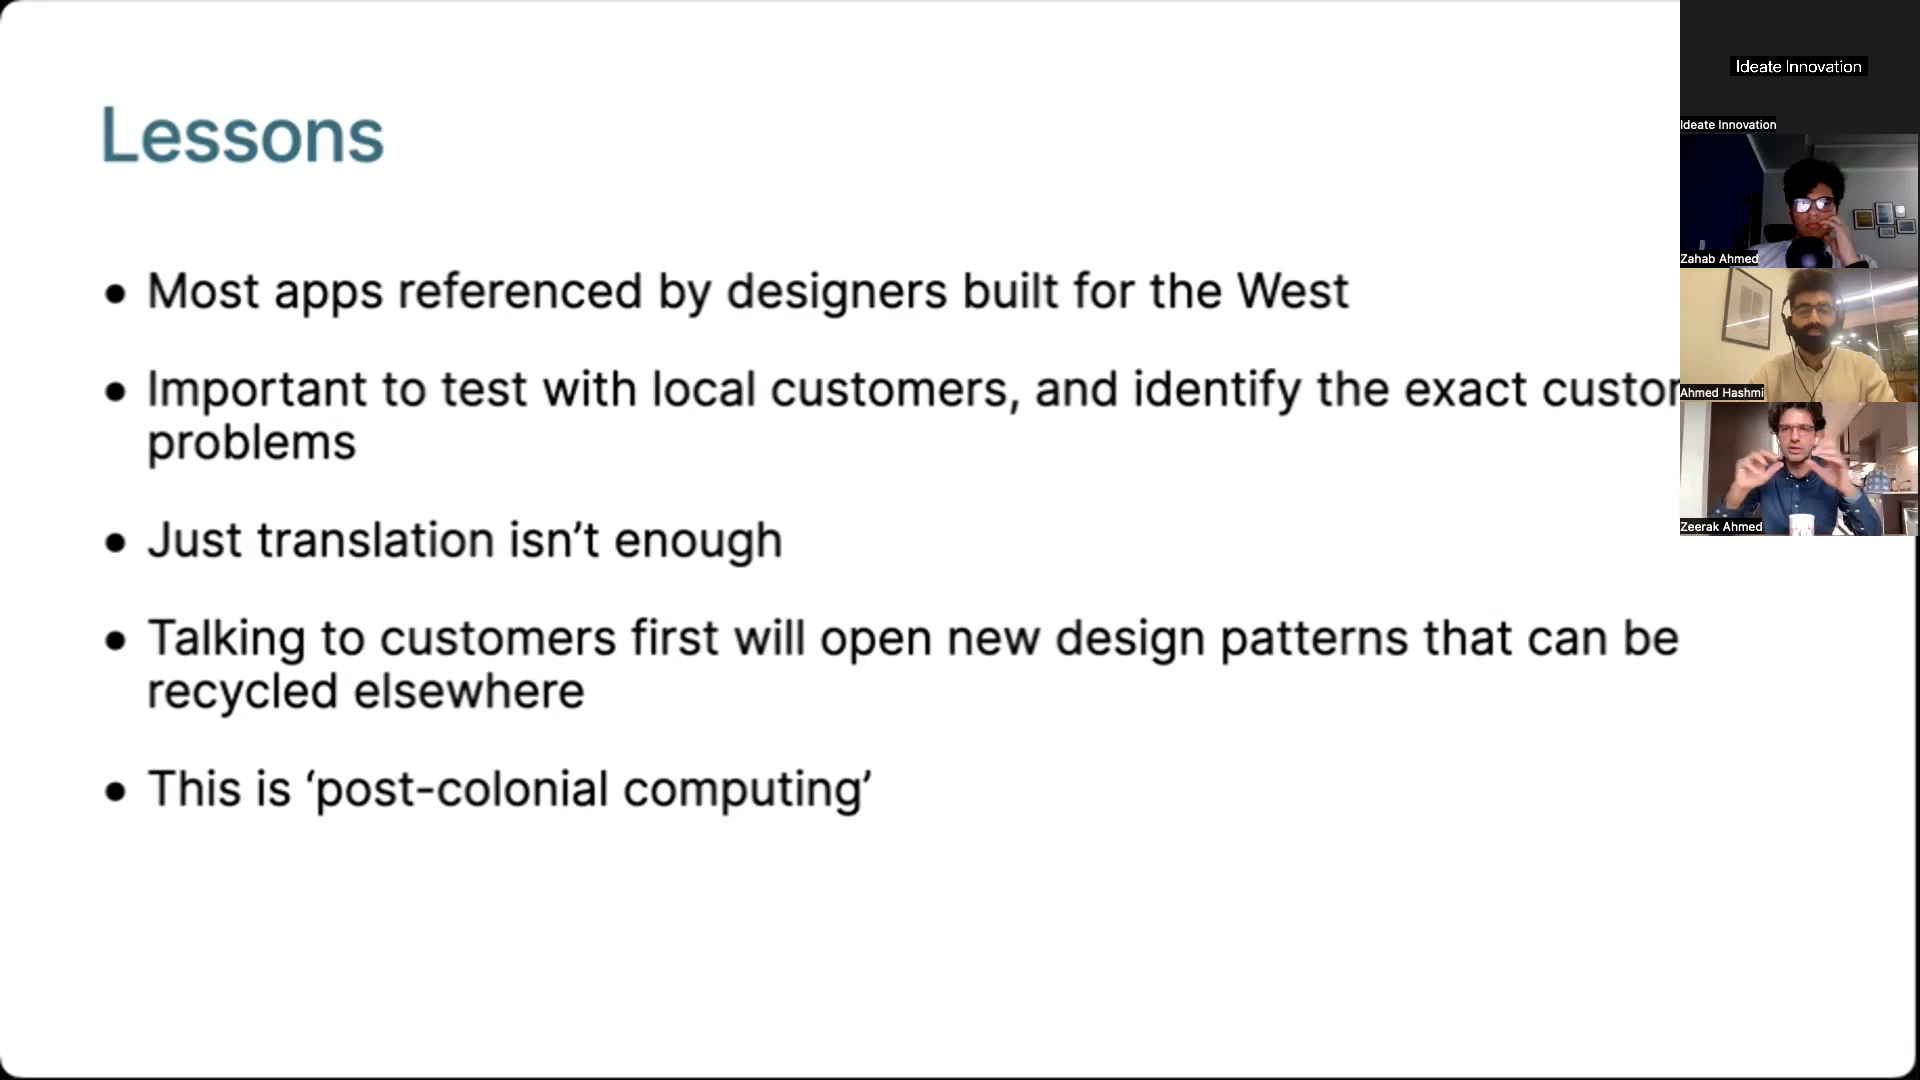 Lessons
• Most apps referenced by designers built for the West
• Important to test with local customers, and identify the exact
problems
• Just translation isn’t enough
• Talking to customers first will open new design patterns that can be
recycled elsewhere
• This is ‘post-colonial computing’
Ideate Innovation
Ideate Innovation
Zahab Ahmed
Ahmed Hashmi
Zeerak Ahmed